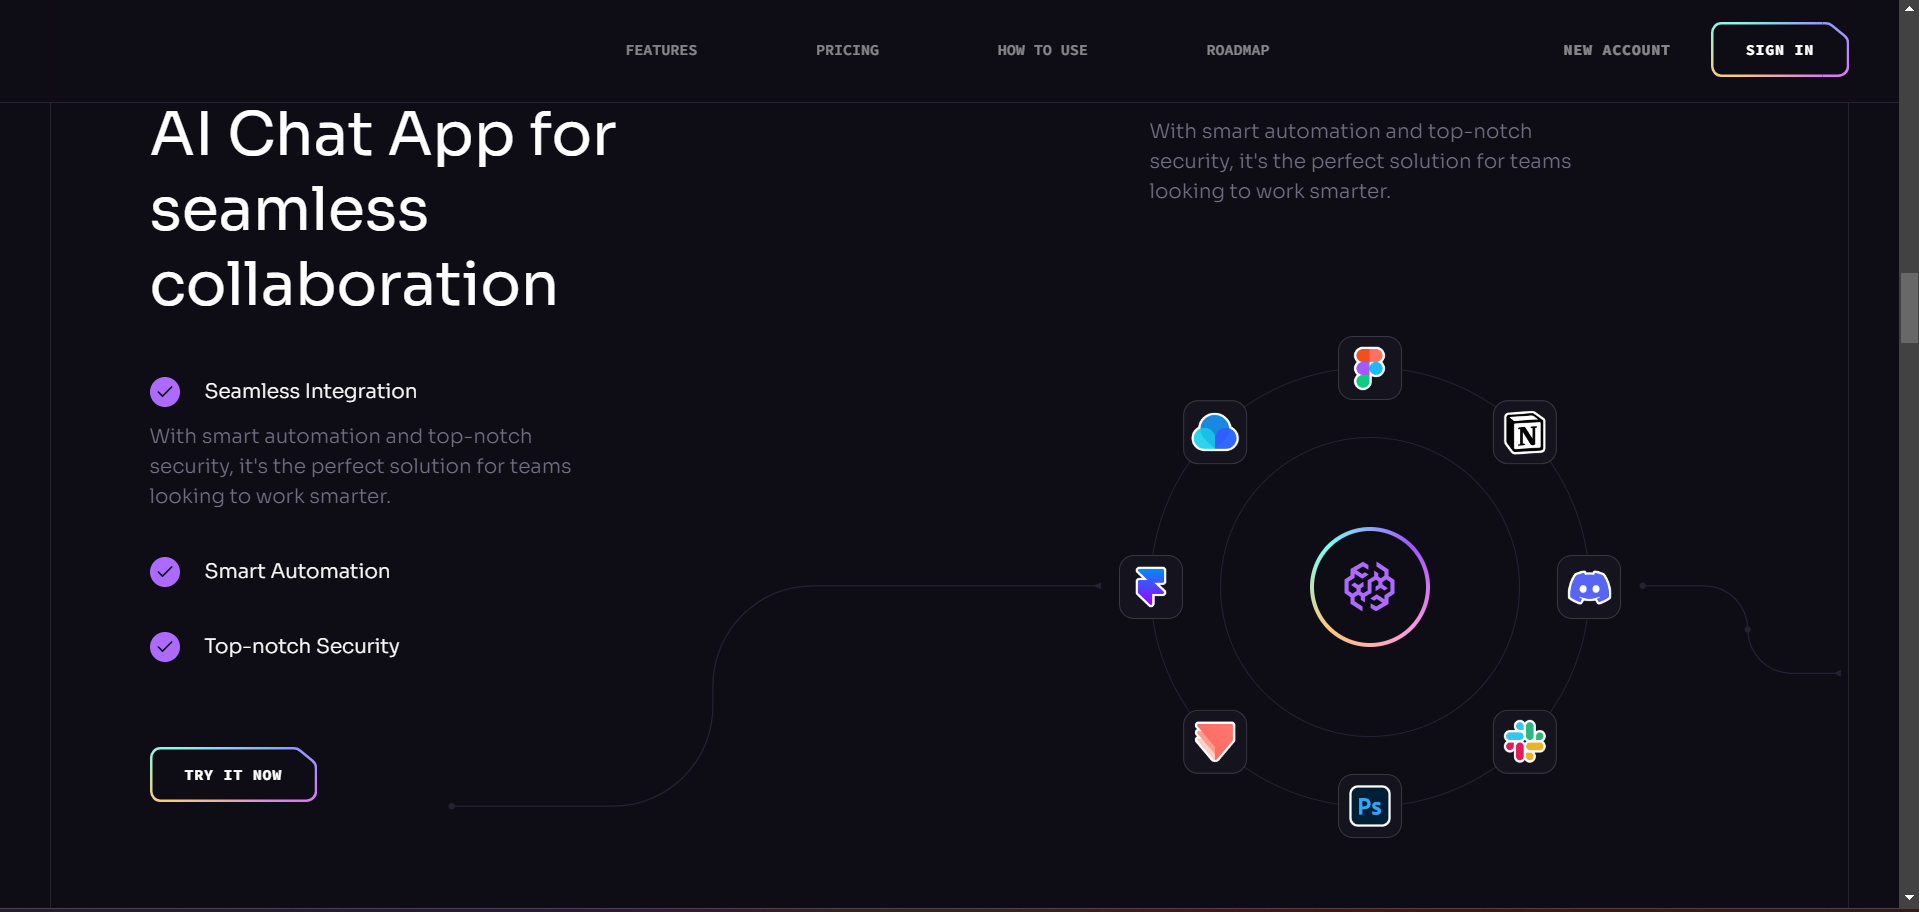 FEATURES
PRICING
HOW TO USE
ROADMAP
NEW ACCOUNT
SIGN IN
AI Chat App for
seamless
collaboration
Seamless Integration
With smart automation and top-notch
security, it's the perfect solution for teams
looking to work smarter.
Smart Automation
Top-notch Security
TRY IT NOW
With smart automation and top-notch
security, it's the perfect solution for teams
looking to work smarter.
N
Ps